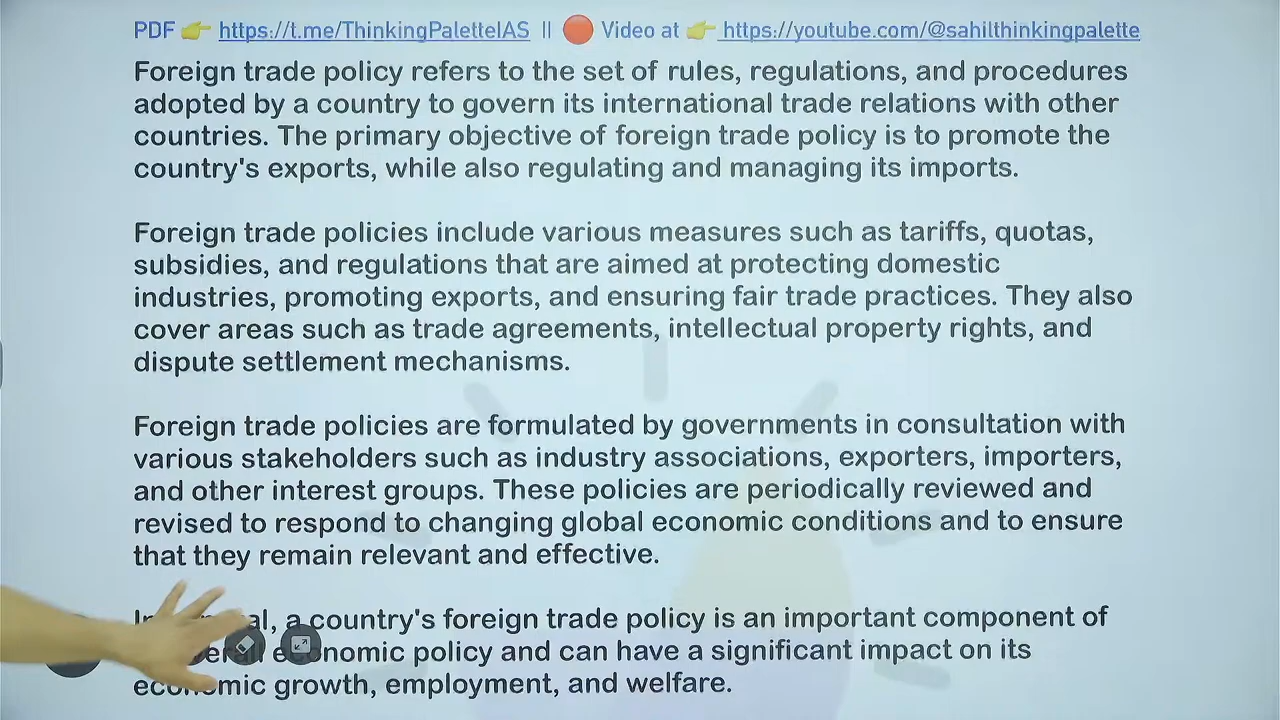 PDF 👉 https://t.me/ThinkingPaletteIAS || 🔴 Video at 👉 https://youtube.com/@sahilthinkingpalette
Foreign trade policy refers to the set of rules, regulations, and procedures
adopted by a country to govern its international trade relations with other
countries. The primary objective of foreign trade policy is to promote the
country's exports, while also regulating and managing its imports.
Foreign trade policies include various measures such as tariffs, quotas,
subsidies, and regulations that are aimed at protecting domestic
industries, promoting exports, and ensuring fair trade practices. They also
cover areas such as trade agreements, intellectual property rights, and
dispute settlement mechanisms.
Foreign trade policies are formulated by governments in consultation with
various stakeholders such as industry associations, exporters, importers,
and other interest groups. These policies are periodically reviewed and
revised to respond to changing global economic conditions and to ensure
that they remain relevant and effective.
a country's foreign trade policy is an important component of
economic policy and can have a significant impact on its
economic growth, employment, and welfare.